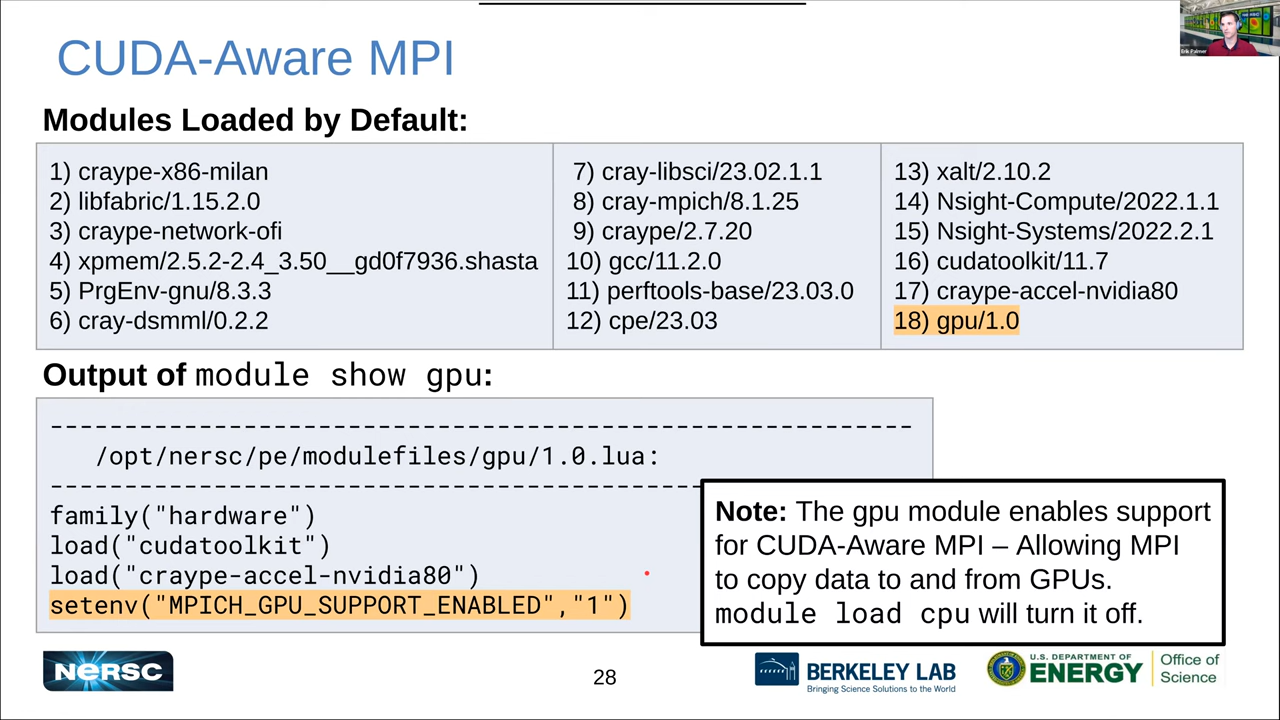 CUDA-Aware MPI
Modules Loaded by Default:
1) craype-x86-milan
2) libfabric/1.15.2.0
3) craype-network-ofi
4) xpmem/2.5.2-2.4_3.50__gd0f7936.shasta
5) PrgEnv-gnu/8.3.3
6) cray-dsmml/0.2.2
7) cray-libsci/23.02.1.1
8) cray-mpich/8.1.25
9) craype/2.7.20
10) gcc/11.2.0
11) perftools-base/23.03.0
12) cpe/23.03
13) xalt/2.10.2
14) Nsight-Compute/2022.1.1
15) Nsight-Systems/2022.2.1
16) cudatoolkit/11.7
17) craype-accel-nvidia80
18) gpu/1.0
Output of module show gpu:
----------------------------------------------------------
/opt/nersc/pe/modulefiles/gpu/1.0.lua:
--------------------------------------------
family("hardware")
load("cudatoolkit")
load("craype-accel-nvidia80")
setenv("MPICH_GPU_SUPPORT_ENABLED","1")
Note: The gpu module enables support
for CUDA-Aware MPI – Allowing MPI
to copy data to and from GPUs.
module load cpu will turn it off.
NERSC
28
BERKELEY LAB
Bringing Science Solutions to the World
U.S. DEPARTMENT OF
ENERGY
Office of
Science
Erik Palmer